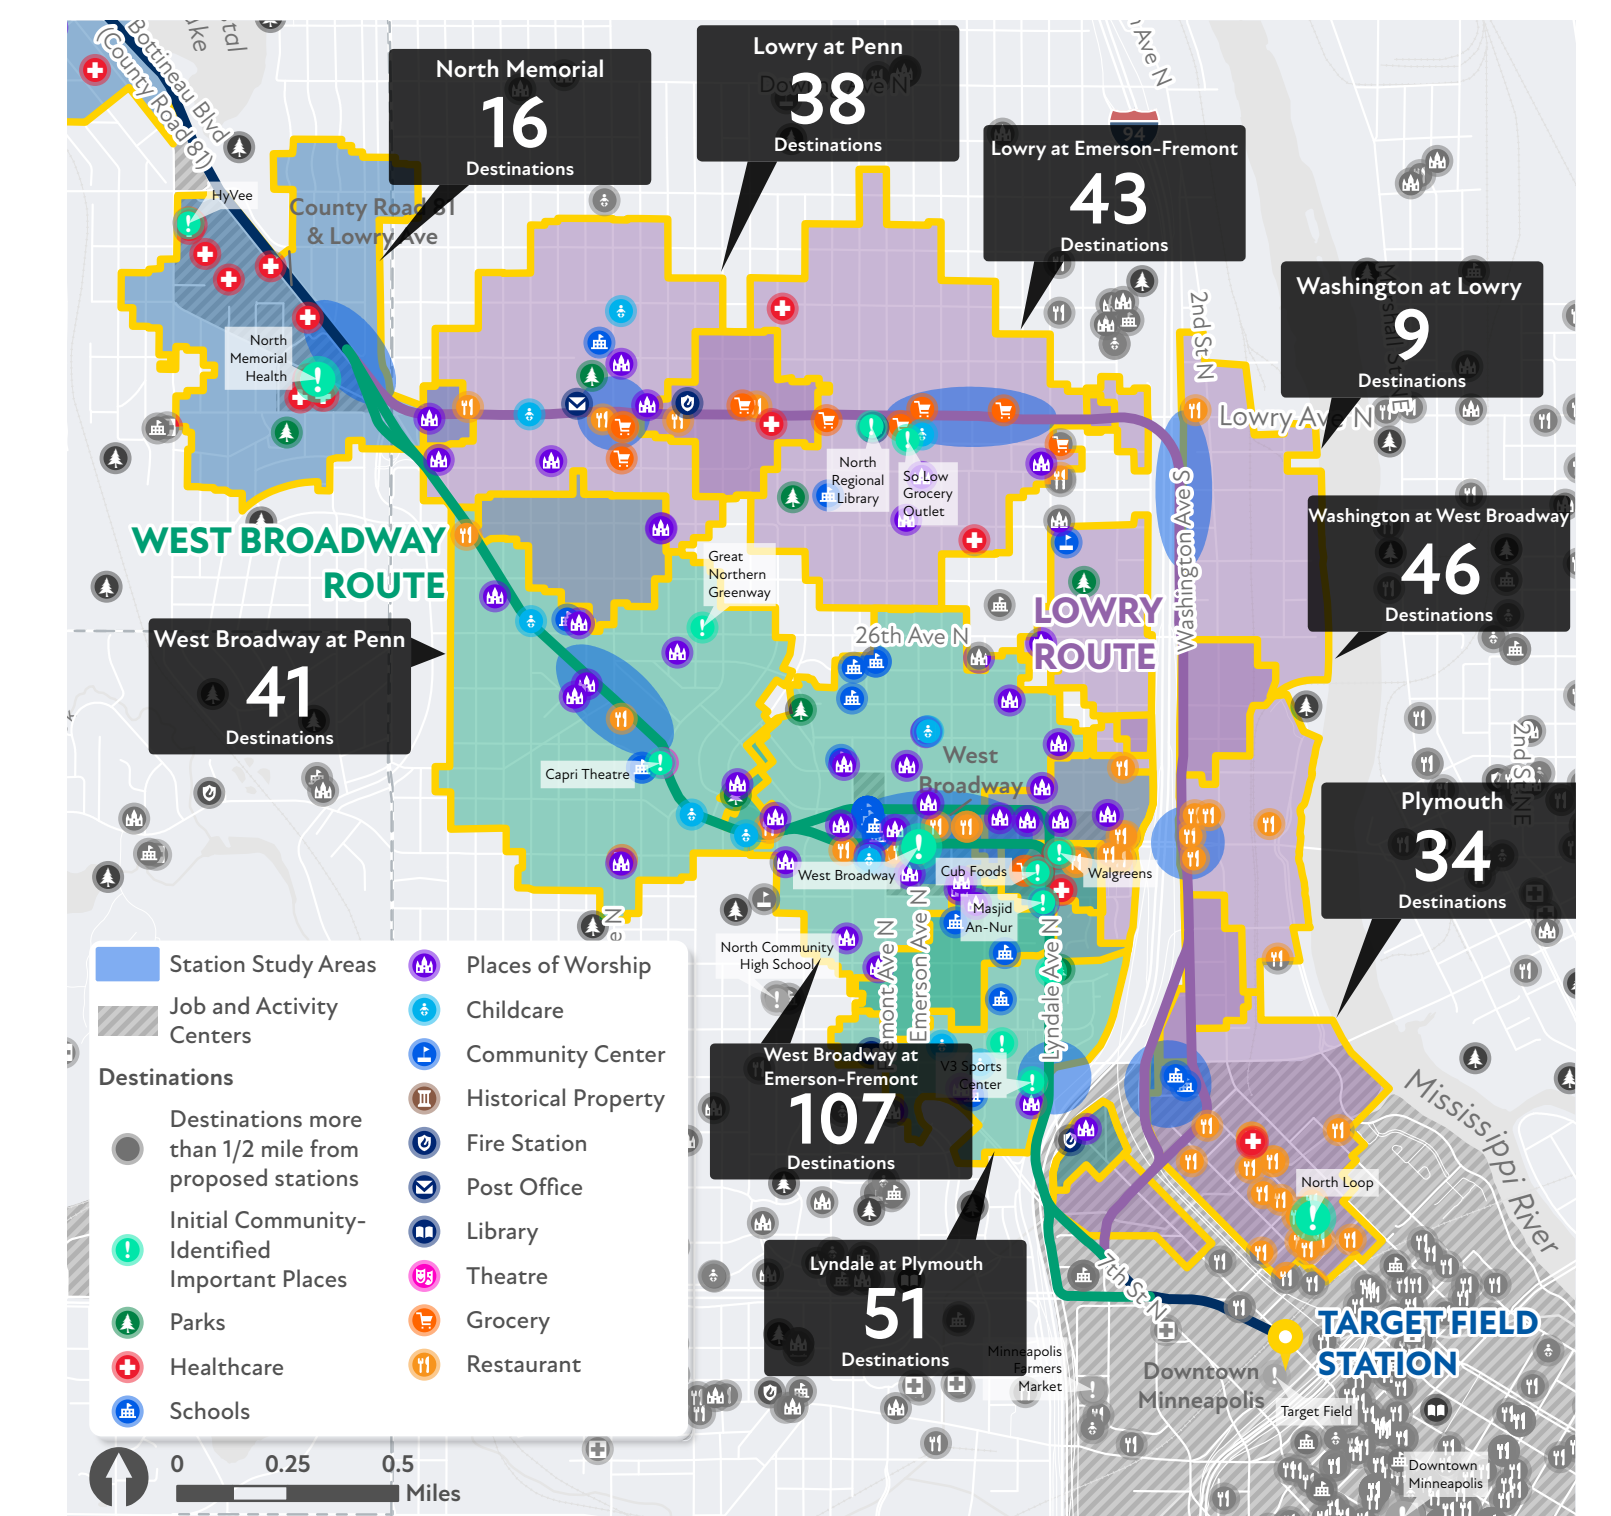 Bottineau Blvd
(County Road 81)
North Memorial
16
Destinations
Lowry at Penn
38
Destinations
Ave N
94
Lowry at Emerson-Fremont
43
Destinations
HyVee
County Road 81
& Lowry Ave
Washington at Lowry
9
Destinations
2nd St N
Lowry Ave N
North
Memorial
Health
North
Regional
Library
So Low
Grocery
Outlet
Washington Ave S
Washington at West Broadway
46
Destinations
WEST BROADWAY
ROUTE
Great
Northern
Greenway
LOWRY
ROUTE
26th Ave N
West Broadway at Penn
41
Destinations
Capri Theatre
West
Broadway
2nd St NE
Plymouth
34
Destinations
West Broadway
Cub Foods
Walgreens
Masjid
An-Nur
North Community
High School
Emerson Ave N
Lyndale Ave N
V3 Sports
Center
West Broadway at
Emerson-Fremont
107
Destinations
Mississippi River
North Loop
Lyndale at Plymouth
51
Destinations
7th St N
TARGET FIELD
STATION
Minneapolis
Farmers
Market
Downtown
Minneapolis
Target Field
Downtown
Minneapolis
Station Study Areas
Job and Activity
Centers
Destinations
Destinations more
than 1/2 mile from
proposed stations
Initial Community-
Identified
Important Places
Parks
Healthcare
Schools
Places of Worship
Childcare
Community Center
Historical Property
Fire Station
Post Office
Library
Theatre
Grocery
Restaurant
0 0.25 0.5
Miles